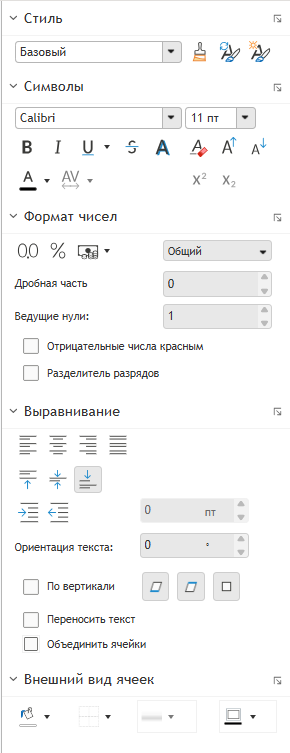 Стиль
Базовый
Символы
Calibri 11 пт
B I U S A A A A
A AV X² X₂
Формат чисел
0,0 % Общий
Дробная часть 0
Ведущие нули: 1
Отрицательные числа красным
Разделитель разрядов
Выравнивание
0 пт
Ориентация текста: 0 °
По вертикали
Переносить текст
Объединить ячейки
Внешний вид ячеек